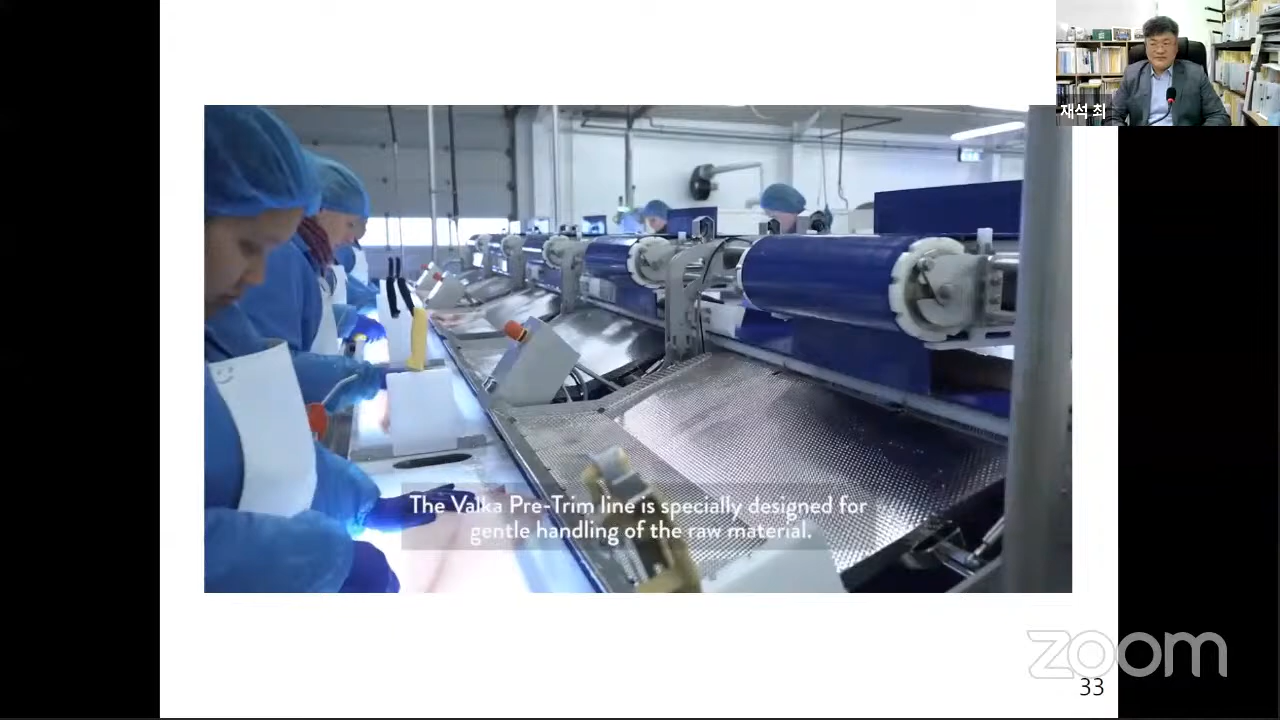 재석 최
The Valka Pre-Trim line is specially designed for
gentle handling of the raw material.
zoom
33